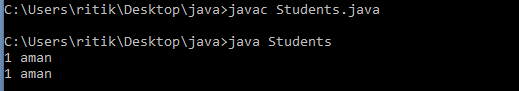 C:\Users\ritik\Desktop\java>javac Students.java
C:\Users\ritik\Desktop\java>java Students
1 aman
1 aman